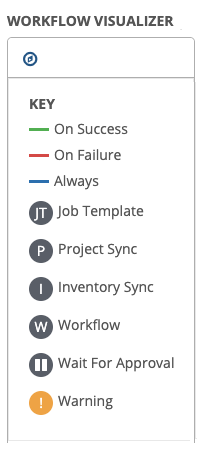 WORKFLOW VISUALIZER
KEY
On Success
On Failure
Always
JT Job Template
P Project Sync
I Inventory Sync
W Workflow
Wait For Approval
! Warning